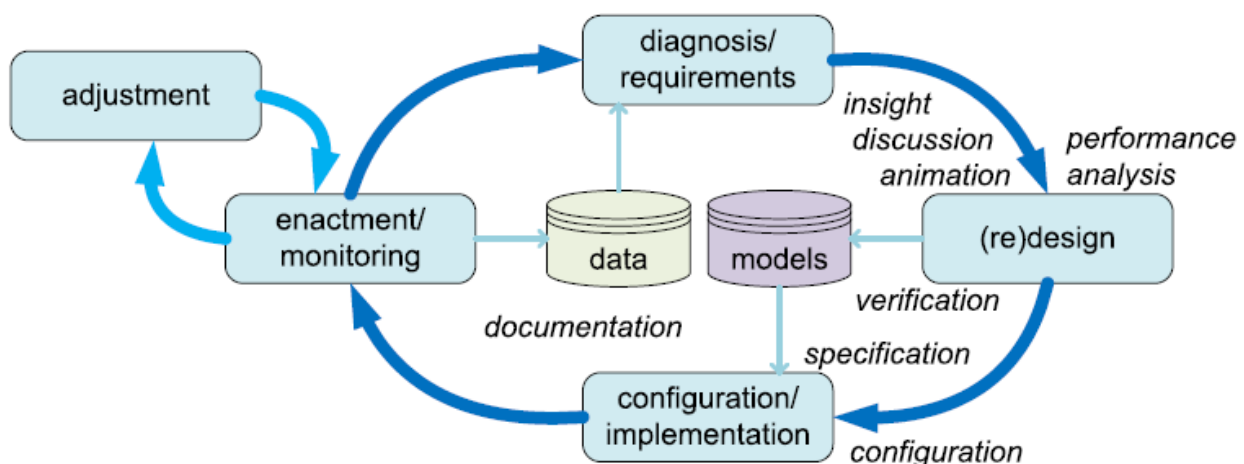 diagnosis/
requirements
adjustment
insight
discussion
animation
performance
analysis
enactment/
monitoring
data
models
(re)design
verification
documentation
specification
configuration/
implementation
configuration